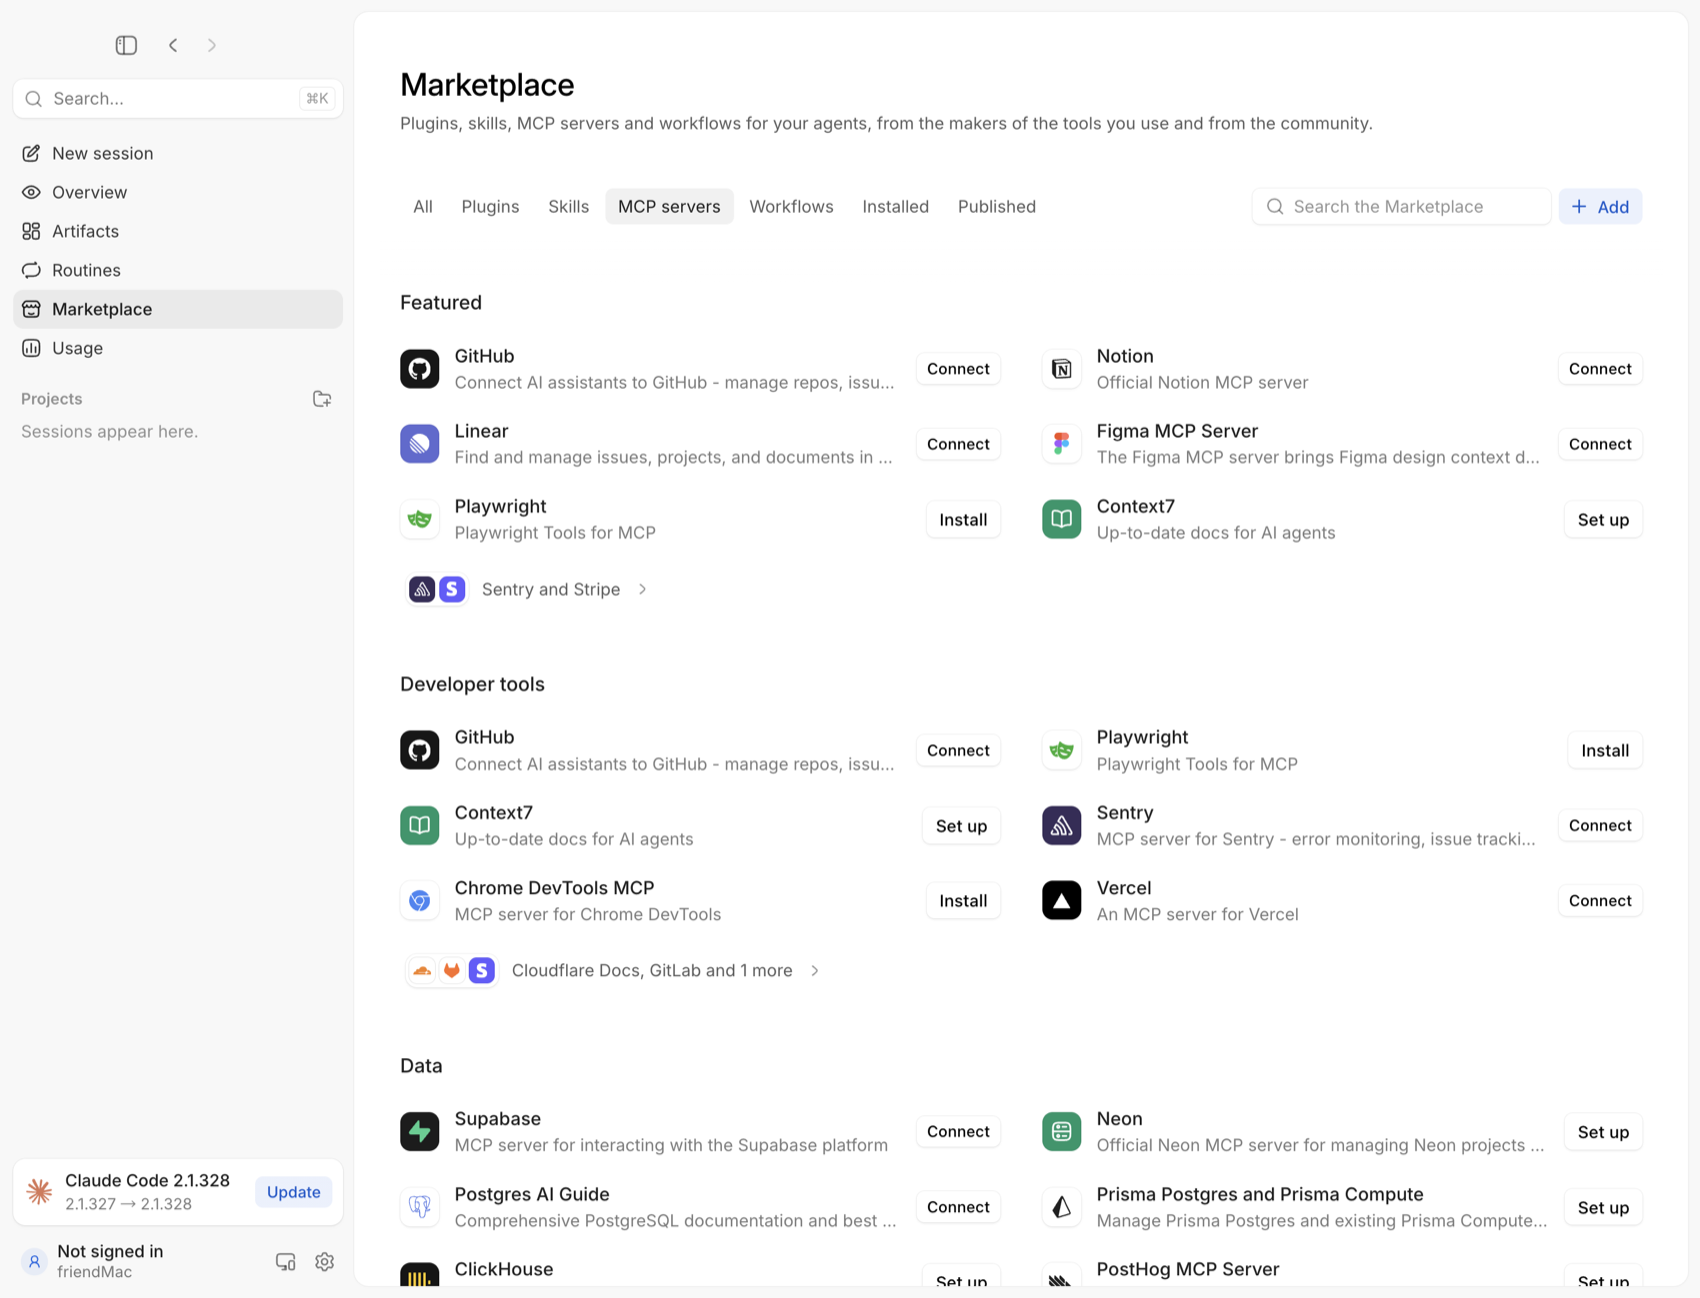 Search...
⌘K
New session
Overview
Artifacts
Routines
Marketplace
Usage
Projects
Sessions appear here.
Claude Code 2.1.328
2.1.327 → 2.1.328
Update
Not signed in
friendMac
Marketplace
Plugins, skills, MCP servers and workflows for your agents, from the makers of the tools you use and from the community.
All
Plugins
Skills
MCP servers
Workflows
Installed
Published
Search the Marketplace
+ Add
Featured
GitHub
Connect AI assistants to GitHub - manage repos, issu...
Connect
Notion
Official Notion MCP server
Connect
Linear
Find and manage issues, projects, and documents in ...
Connect
Figma MCP Server
The Figma MCP server brings Figma design context d...
Connect
Playwright
Playwright Tools for MCP
Install
Context7
Up-to-date docs for AI agents
Set up
Sentry and Stripe
Developer tools
GitHub
Connect AI assistants to GitHub - manage repos, issu...
Connect
Playwright
Playwright Tools for MCP
Install
Context7
Up-to-date docs for AI agents
Set up
Sentry
MCP server for Sentry - error monitoring, issue tracki...
Connect
Chrome DevTools MCP
MCP server for Chrome DevTools
Install
Vercel
An MCP server for Vercel
Connect
Cloudflare Docs, GitLab and 1 more
Data
Supabase
MCP server for interacting with the Supabase platform
Connect
Neon
Official Neon MCP server for managing Neon projects ...
Set up
Postgres AI Guide
Comprehensive PostgreSQL documentation and best ...
Connect
Prisma Postgres and Prisma Compute
Manage Prisma Postgres and existing Prisma Compute...
Set up
ClickHouse
Set up
PostHog MCP Server
Set up